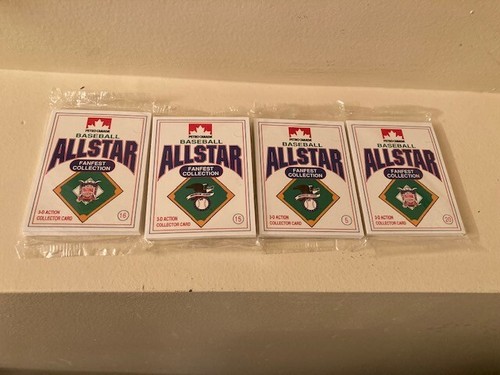 PETRO-CANADA
BASEBALL
ALLSTAR
FANFEST
COLLECTION
3-D ACTION
COLLECTOR CARD
16
PETRO-CANADA
BASEBALL
ALLSTAR
FANFEST
COLLECTION
3-D ACTION
COLLECTOR CARD
15
PETRO-CANADA
BASEBALL
ALLSTAR
FANFEST
COLLECTION
3-D ACTION
COLLECTOR CARD
5
PETRO-CANADA
BASEBALL
ALLSTAR
FANFEST
COLLECTION
3-D ACTION
COLLECTOR CARD
20